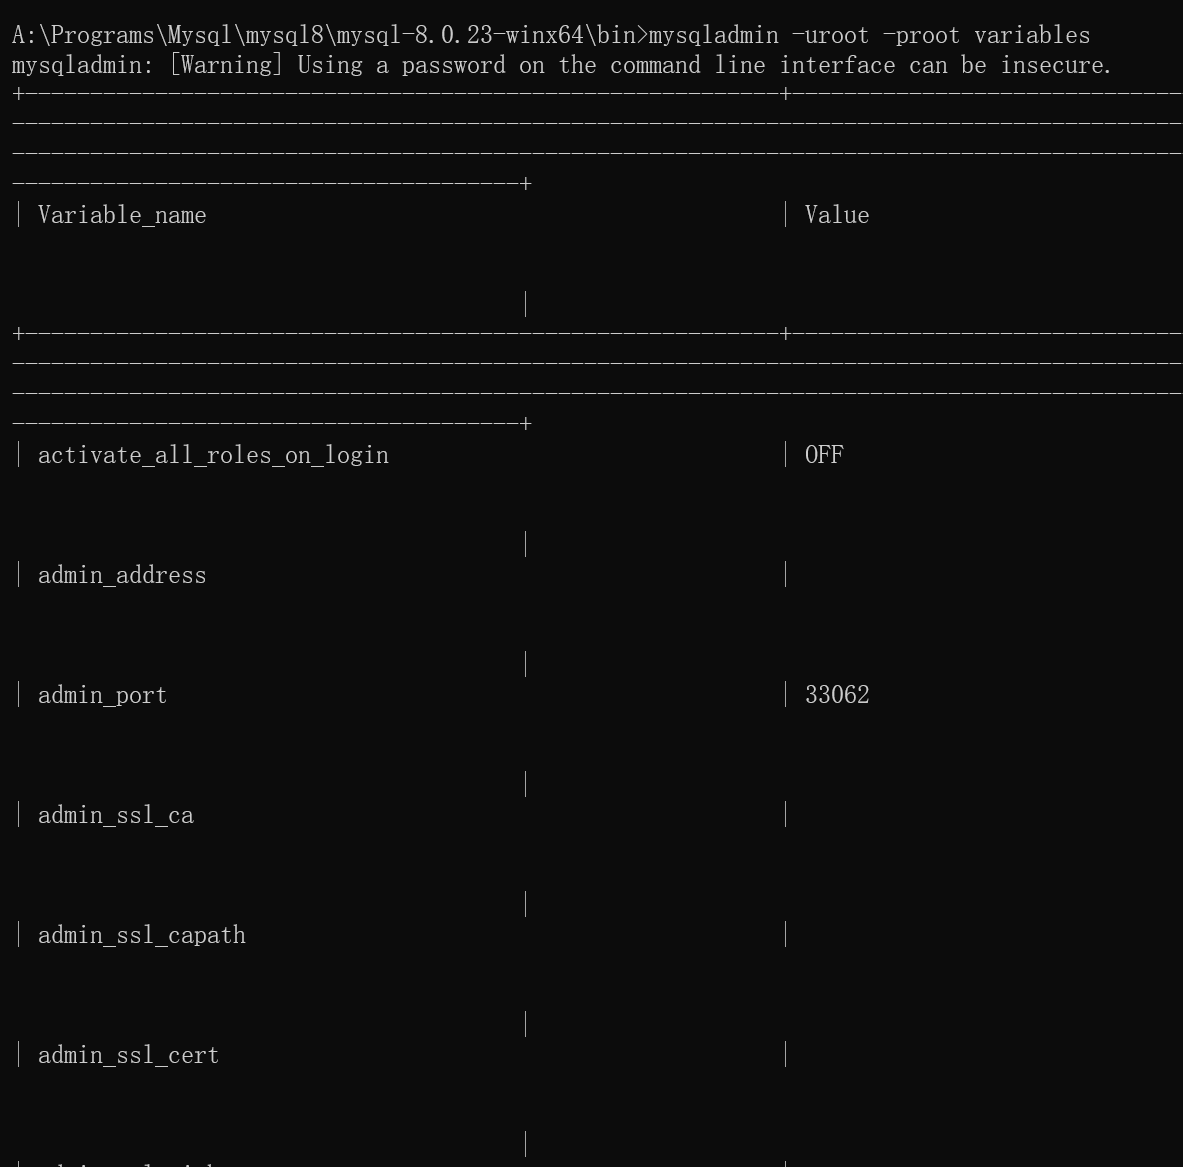 A:\Programs\Mysql\mysql8\mysql-8.0.23-winx64\bin>mysqladmin -uroot -proot variables
mysqladmin: [Warning] Using a password on the command line interface can be insecure.
+----------------------------------------------------------+------------------------------
------------------------------------------------------------------------------------------
------------------------------------------------------------------------------------------
---------------------------------------+
| Variable_name                                            | Value
                                       |
+----------------------------------------------------------+------------------------------
------------------------------------------------------------------------------------------
------------------------------------------------------------------------------------------
---------------------------------------+
| activate_all_roles_on_login                              | OFF
                                       |
| admin_address                                            |
                                       |
| admin_port                                               | 33062
                                       |
| admin_ssl_ca                                             |
                                       |
| admin_ssl_capath                                         |
                                       |
| admin_ssl_cert                                           |
                                       |